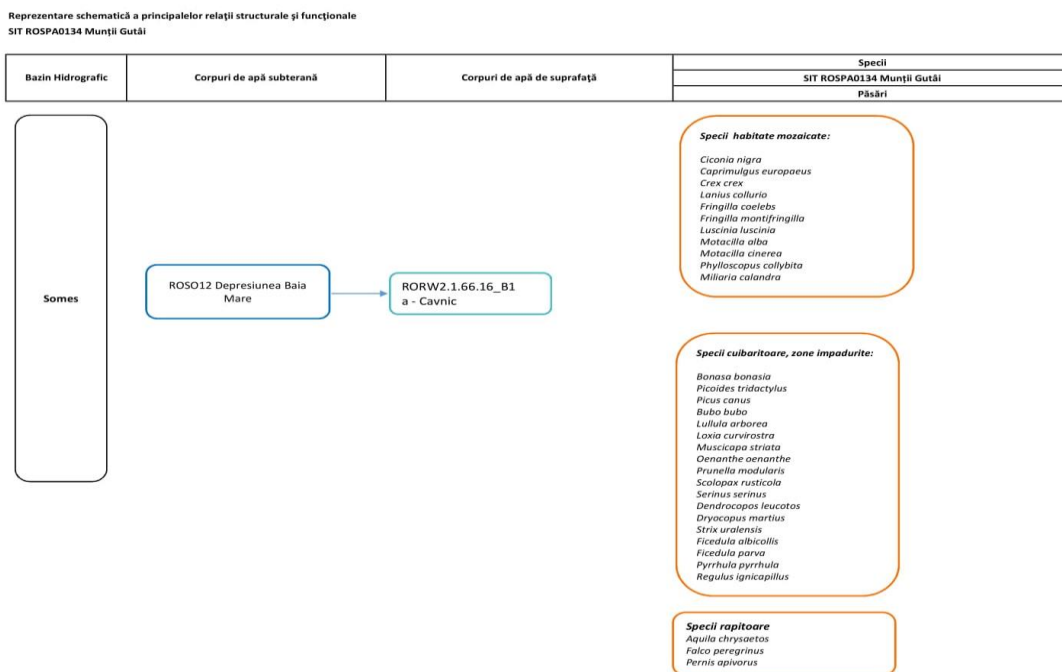 Reprezentare schematică a principalelor relații structurale și funcționale
SIT ROSPA0134 Munții Gutâi
Bazin Hidrografic
Corpuri de apă subterană
Corpuri de apă de suprafață
Specii
SIT ROSPA0134 Munții Gutâi
Păsări
Somes
ROSO12 Depresiunea Baia
Mare
RORW2.1.66.16_B1
a - Cavnic
Specii habitate mozaicate:
Ciconia nigra
Caprimulgus europaeus
Crex crex
Lanius collurio
Fringilla coelebs
Fringilla montifringilla
Luscinia luscinia
Motacilla alba
Motacilla cinerea
Phylloscopus collybita
Miliaria calandra
Specii cuibaritoare, zone impadurite:
Bonasa bonasia
Picoides tridactylus
Picus canus
Bubo bubo
Lullula arborea
Loxia curvirostra
Muscicapa striata
Oenanthe oenanthe
Prunella modularis
Scolopax rusticola
Serinus serinus
Dendrocopos leucotos
Dryocopus martius
Strix uralensis
Ficedula albicollis
Ficedula parva
Pyrrhula pyrrhula
Regulus ignicapillus
Specii rapitoare
Aquila chrysaetos
Falco peregrinus
Pernis apivorus